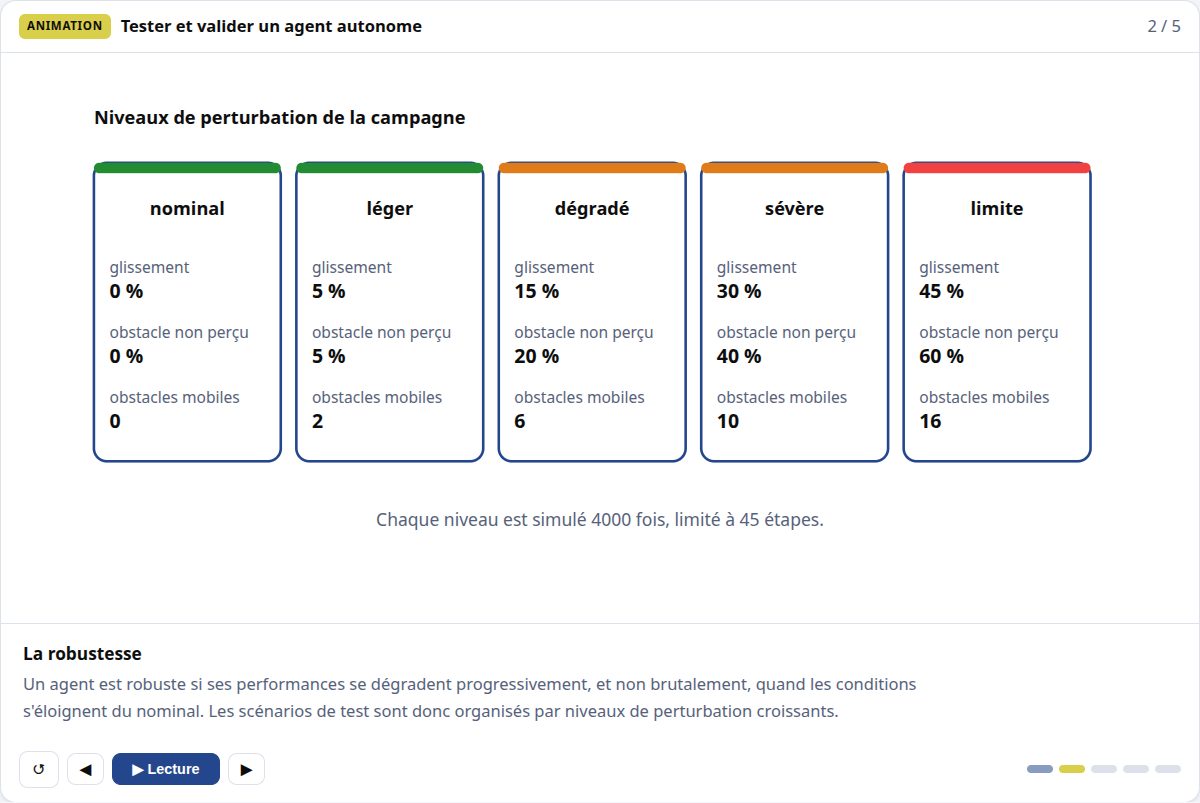 ANIMATION Tester et valider un agent autonome 2 / 5
Niveaux de perturbation de la campagne
nominal léger dégradé sévère limite
glissement glissement glissement glissement glissement
0 % 5 % 15 % 30 % 45 %
obstacle non perçu obstacle non perçu obstacle non perçu obstacle non perçu obstacle non perçu
0 % 5 % 20 % 40 % 60 %
obstacles mobiles obstacles mobiles obstacles mobiles obstacles mobiles obstacles mobiles
0 2 6 10 16
Chaque niveau est simulé 4000 fois, limité à 45 étapes.
La robustesse
Un agent est robuste si ses performances se dégradent progressivement, et non brutalement, quand les conditions
s'éloignent du nominal. Les scénarios de test sont donc organisés par niveaux de perturbation croissants.
↺ ◀ ▶ Lecture ▶